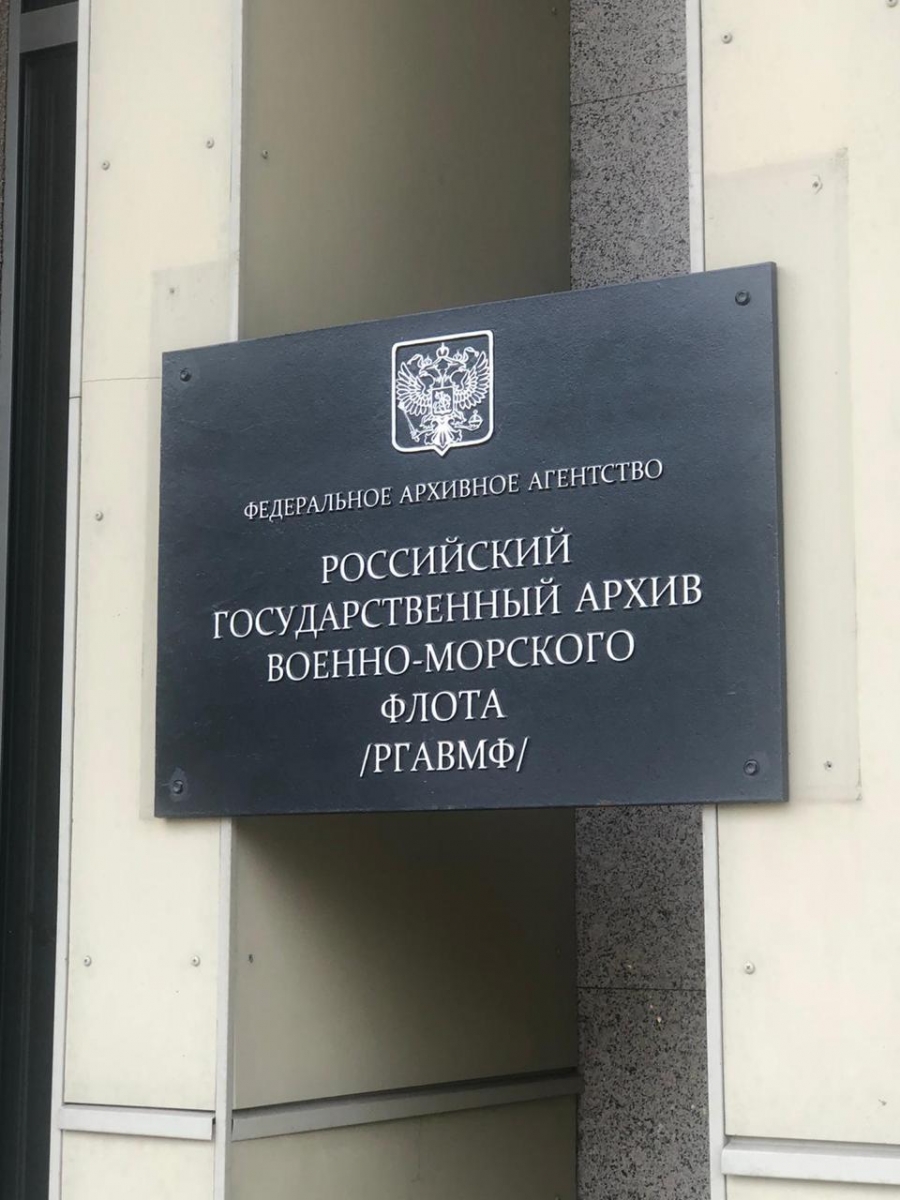 ФЕДЕРАЛЬНОЕ АРХИВНОЕ АГЕНТСТВО
РОССИЙСКИЙ
ГОСУДАРСТВЕННЫЙ АРХИВ
ВОЕННО-МОРСКОГО
ФЛОТА
/РГАВМФ/